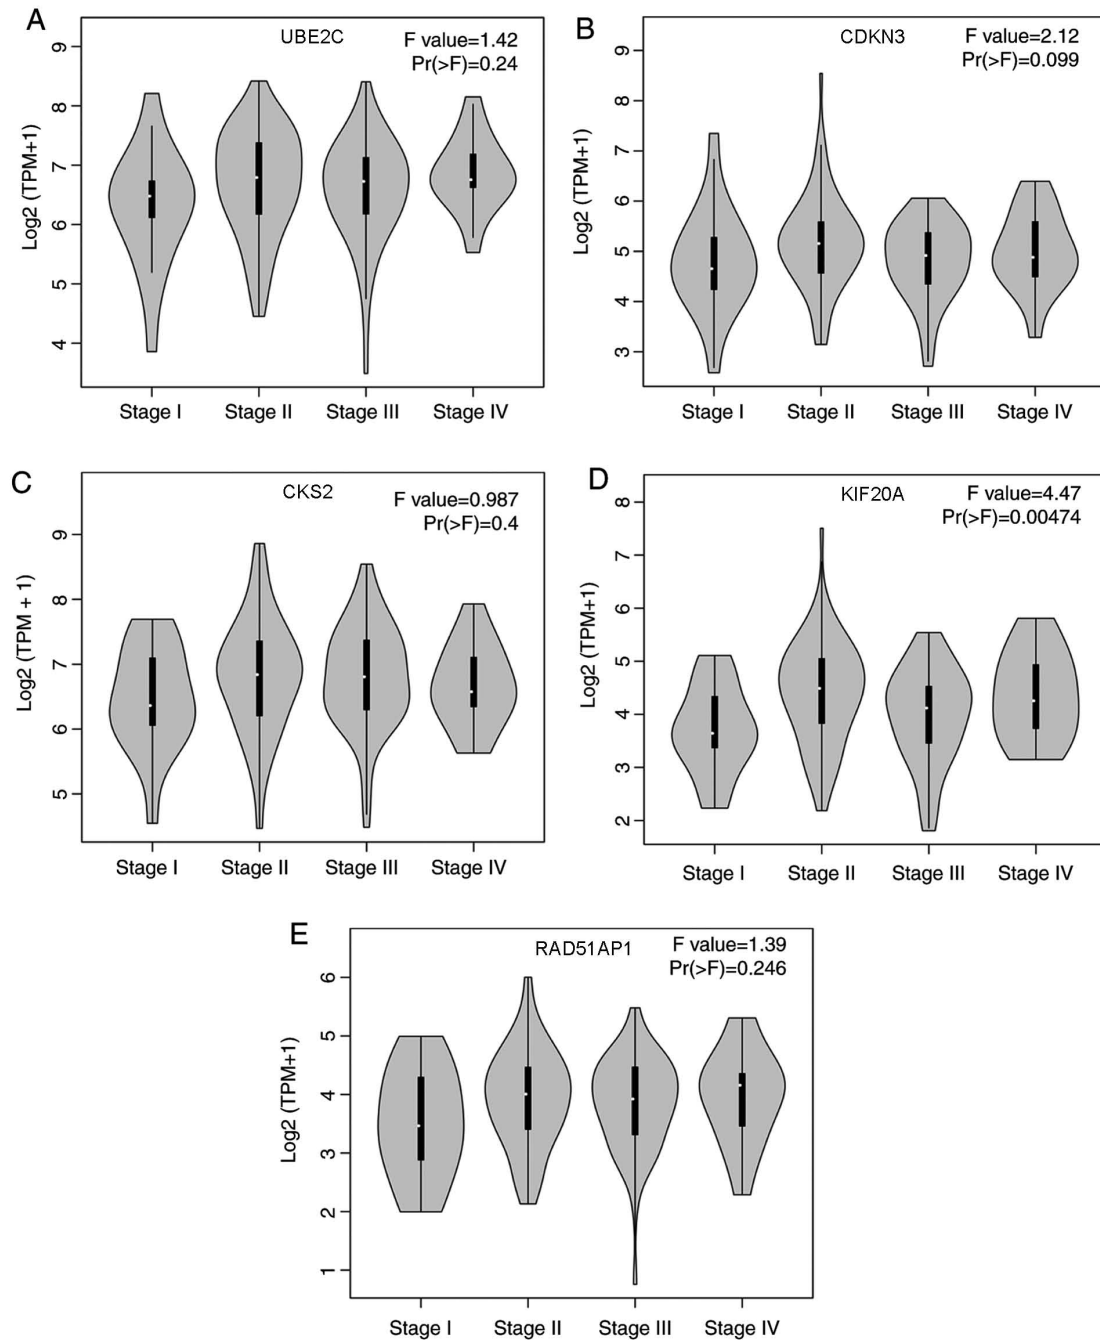 A
UBE2C
F value=1.42
Pr(>F)=0.24
Log2 (TPM+1)
9
8
7
6
5
4
Stage I Stage II Stage III Stage IV
B
CDKN3
F value=2.12
Pr(>F)=0.099
Log2 (TPM+1)
9
8
7
6
5
4
3
Stage I Stage II Stage III Stage IV
C
CKS2
F value=0.987
Pr(>F)=0.4
Log2 (TPM + 1)
9
8
7
6
5
Stage I Stage II Stage III Stage IV
D
KIF20A
F value=4.47
Pr(>F)=0.00474
Log2 (TPM+1)
8
7
6
5
4
3
2
Stage I Stage II Stage III Stage IV
E
RAD51AP1
F value=1.39
Pr(>F)=0.246
Log2 (TPM+1)
6
5
4
3
2
1
Stage I Stage II Stage III Stage IV